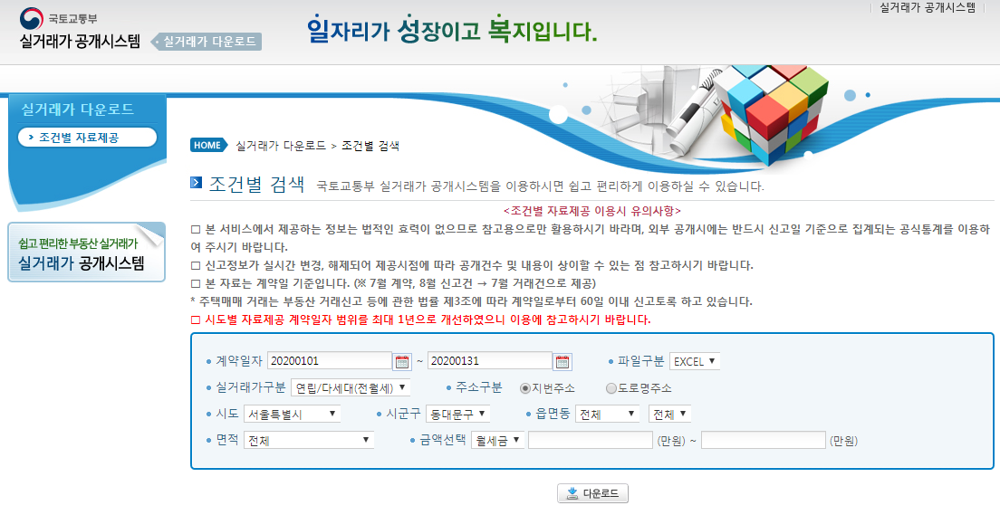 국토교통부
실거래가 공개시스템
실거래가 다운로드
일자리가 성장이고 복지입니다.
실거래가 공개시스템
실거래가 다운로드
조건별 자료제공
쉽고 편리한 부동산 실거래가
실거래가 공개시스템
HOME 실거래가 다운로드 > 조건별 검색
조건별 검색 국토교통부 실거래가 공개시스템을 이용하시면 쉽고 편리하게 이용하실 수 있습니다.
<조건별 자료제공 이용시 유의사항>
□ 본 서비스에서 제공하는 정보는 법적인 효력이 없으므로 참고용으로만 활용하시기 바라며, 외부 공개시에는 반드시 신고일 기준으로 집계되는 공식통계를 이용하
여 주시기 바랍니다.
□ 신고정보가 실시간 변경, 해제되어 제공시점에 따라 공개건수 및 내용이 상이할 수 있는 점 참고하시기 바랍니다.
□ 본 자료는 계약일 기준입니다. (※ 7월 계약, 8월 신고건 → 7월 거래건으로 제공)
* 주택매매 거래는 부동산 거래신고 등에 관한 법률 제3조에 따라 계약일로부터 60일 이내 신고토록 하고 있습니다.
□ 시도별 자료제공 계약일자 범위를 최대 1년으로 개선하였으니 이용에 참고하시기 바랍니다.
계약일자 20200101 ~ 20200131 파일구분 EXCEL
실거래가구분 연립/다세대(전월세) 주소구분 지번주소 도로명주소
시도 서울특별시 시군구 동대문구 읍면동 전체 전체
면적 전체 금액선택 월세금 (만원) ~ (만원)
다운로드